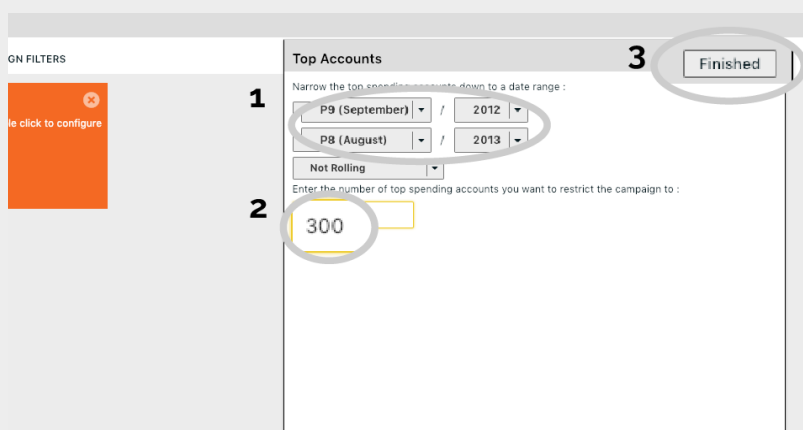 GN FILTERS
Top Accounts
3
Finished
Narrow the top spending accounts down to a date range :
1
le click to configure
P9 (September) / 2012
P8 (August) / 2013
Not Rolling
Enter the number of top spending accounts you want to restrict the campaign to :
2
300